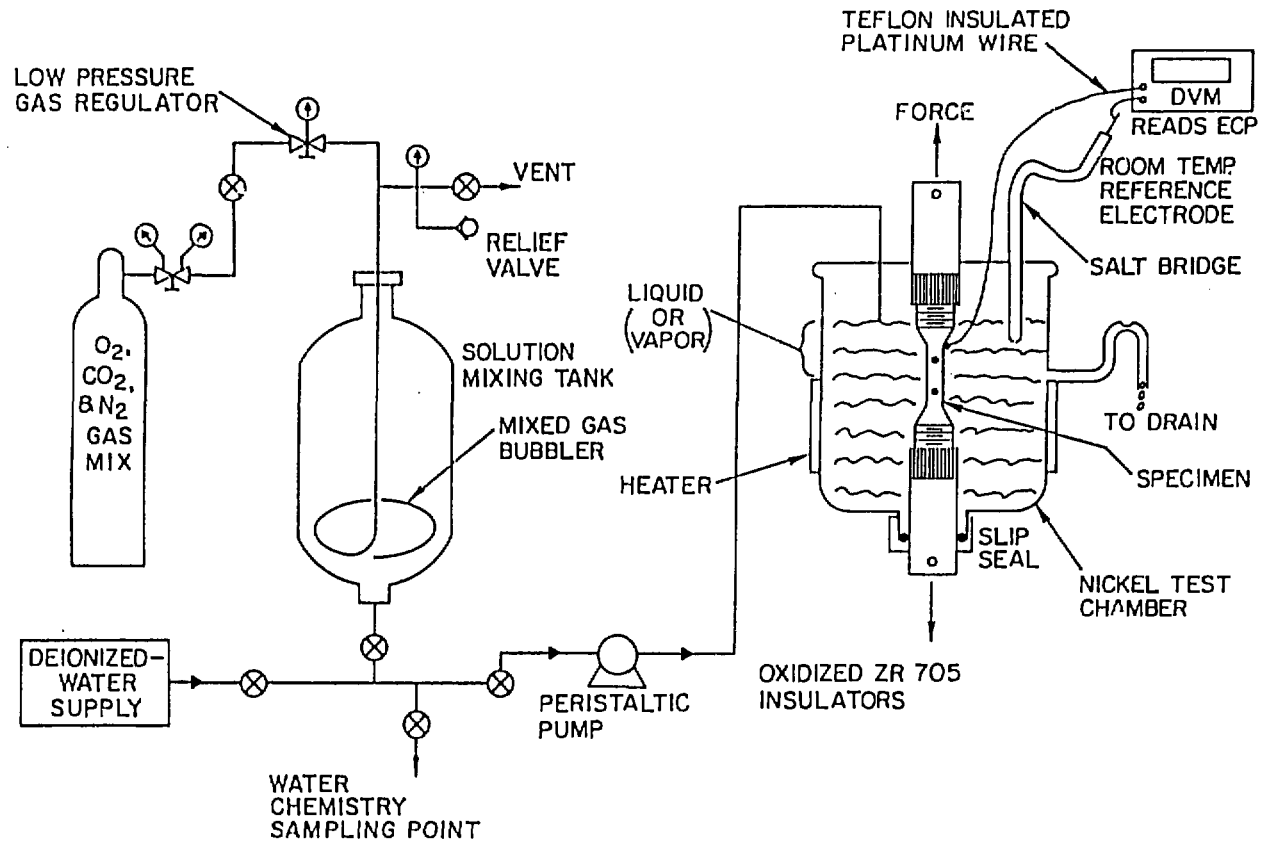 TEFLON INSULATED
PLATINUM WIRE
LOW PRESSURE
GAS REGULATOR
DVM
READS ECP
FORCE
VENT
ROOM TEMP.
REFERENCE
ELECTRODE
RELIEF
VALVE
SALT BRIDGE
LIQUID
OR
(VAPOR)
O2,
CO2,
& N2
GAS
MIX
SOLUTION
MIXING TANK
MIXED GAS
BUBBLER
TO DRAIN
HEATER
SPECIMEN
SLIP
SEAL
NICKEL TEST
CHAMBER
DEIONIZED-
WATER
SUPPLY
PERISTALTIC
PUMP
OXIDIZED ZR 705
INSULATORS
WATER
CHEMISTRY
SAMPLING POINT